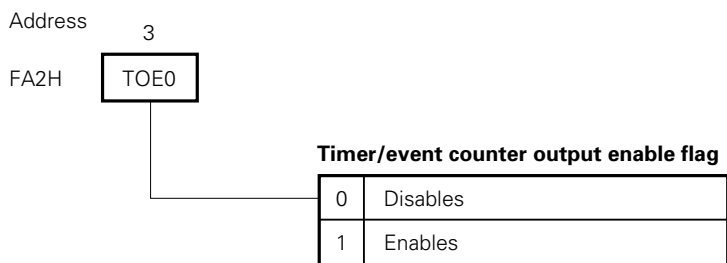 Address
3
FA2H TOE0
Timer/event counter output enable flag
0 Disables
1 Enables